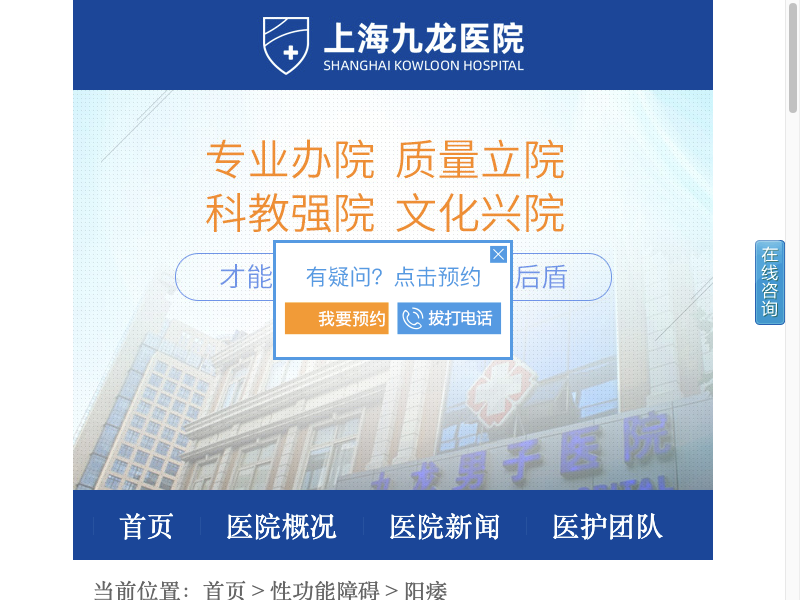 上海九龙医院
SHANGHAI KOWLOON HOSPITAL
专业办院 质量立院
科教强院 文化兴院
才能
后盾
有疑问？点击预约
我要预约
拔打电话
在线咨询
九龙男子医院
首页
医院概况
医院新闻
医护团队
当前位置：首页 > 性功能障碍 > 阳痿